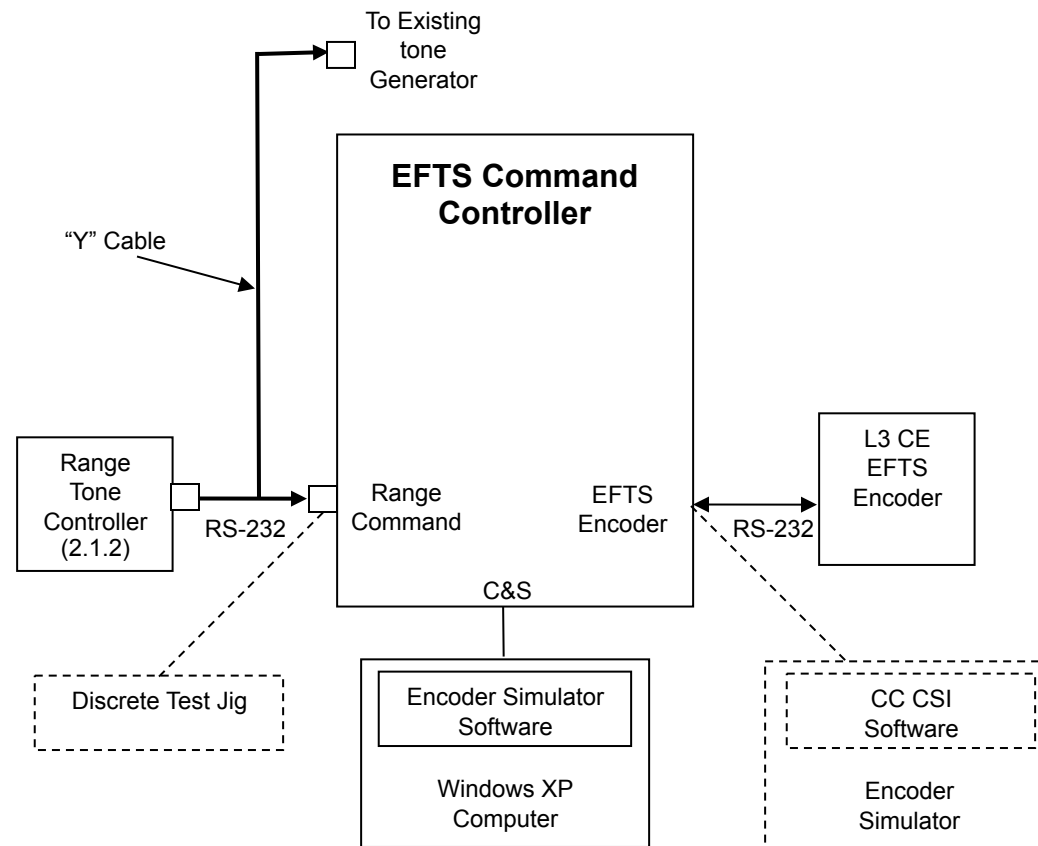 To Existing
tone
Generator
EFTS Command
Controller
“Y” Cable
Range
Tone
Controller
(2.1.2)
RS-232
Range
Command
EFTS
Encoder
RS-232
L3 CE
EFTS
Encoder
C&S
Discrete Test Jig
Encoder Simulator
Software
Windows XP
Computer
CC CSI
Software
Encoder
Simulator